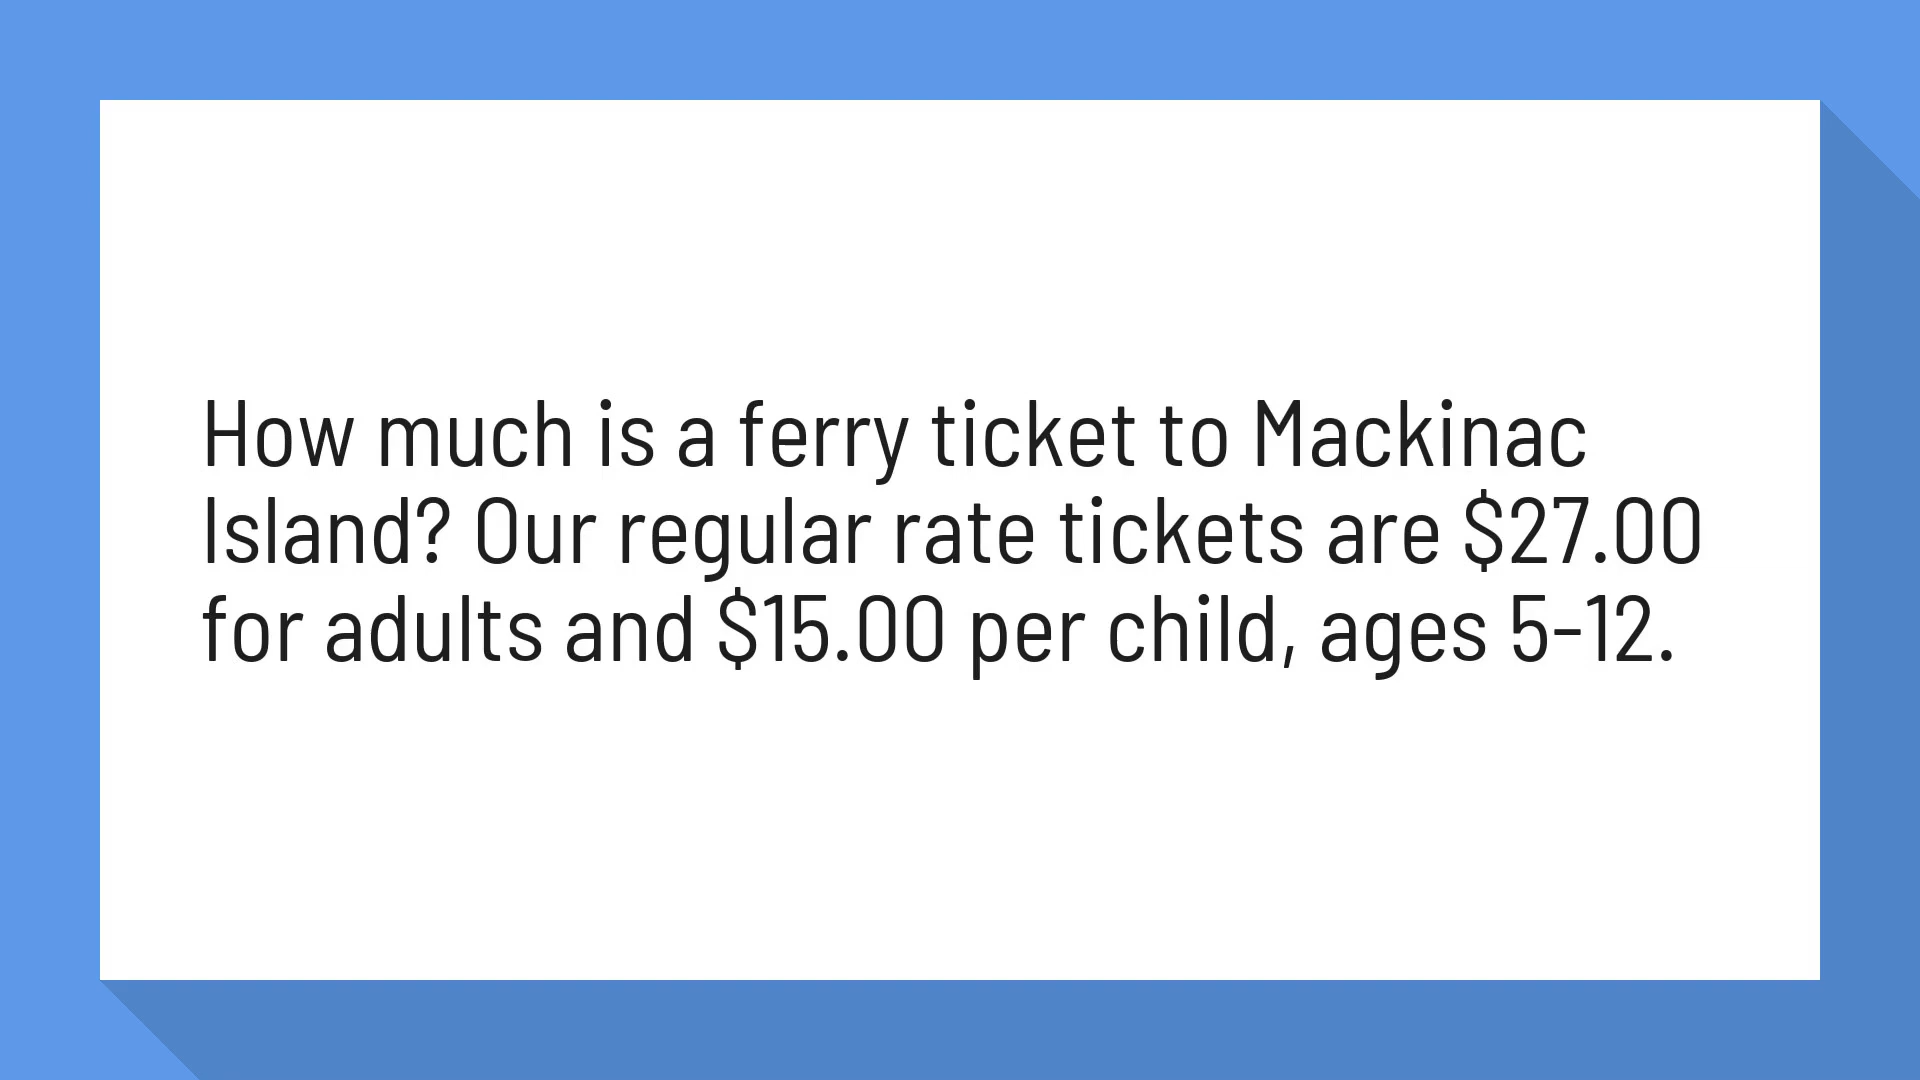 How much is a ferry ticket to Mackinac
Island? Our regular rate tickets are $27.00
for adults and $15.00 per child, ages 5-12.